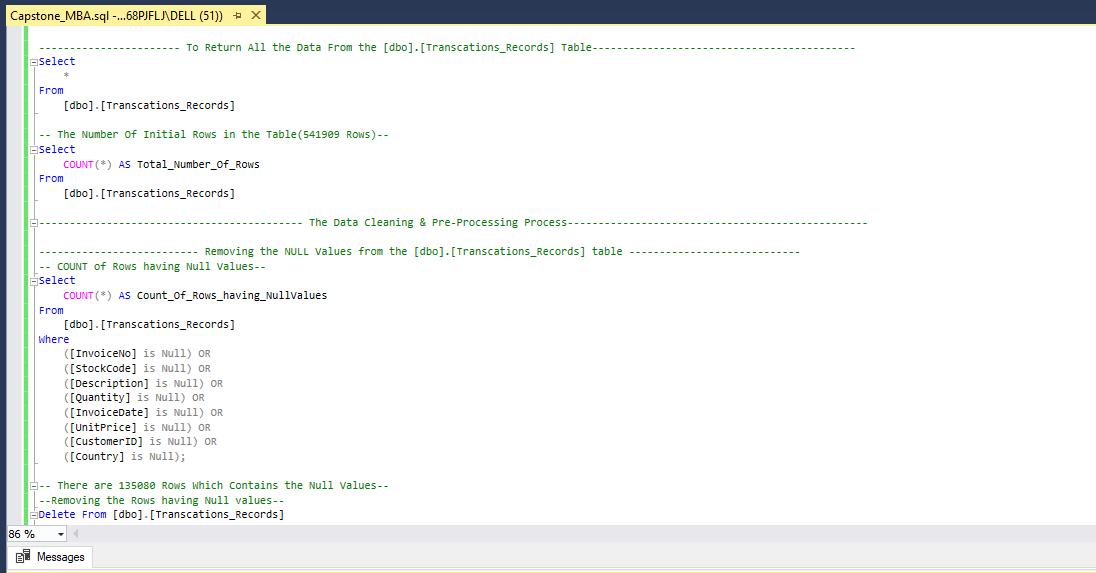 Capstone_MBA.sql -...68PJFLJ\DELL (51))
----------------------- To Return All the Data From the [dbo].[Transcations_Records] Table-------------------------------------------
Select
*
From
[dbo].[Transcations_Records]
-- The Number Of Initial Rows in the Table(541909 Rows)--
Select
COUNT(*) AS Total_Number_Of_Rows
From
[dbo].[Transcations_Records]
------------------------------------------- The Data Cleaning & Pre-Processing Process-------------------------------------------------
-------------------------- Removing the NULL Values from the [dbo].[Transcations_Records] table ----------------------------
-- COUNT of Rows having Null Values--
Select
COUNT(*) AS Count_Of_Rows_having_NullValues
From
[dbo].[Transcations_Records]
Where
([InvoiceNo] is Null) OR
([StockCode] is Null) OR
([Description] is Null) OR
([Quantity] is Null) OR
([InvoiceDate] is Null) OR
([UnitPrice] is Null) OR
([CustomerID] is Null) OR
([Country] is Null);
-- There are 135080 Rows Which Contains the Null Values--
--Removing the Rows having Null values--
Delete From [dbo].[Transcations_Records]
86 %
Messages